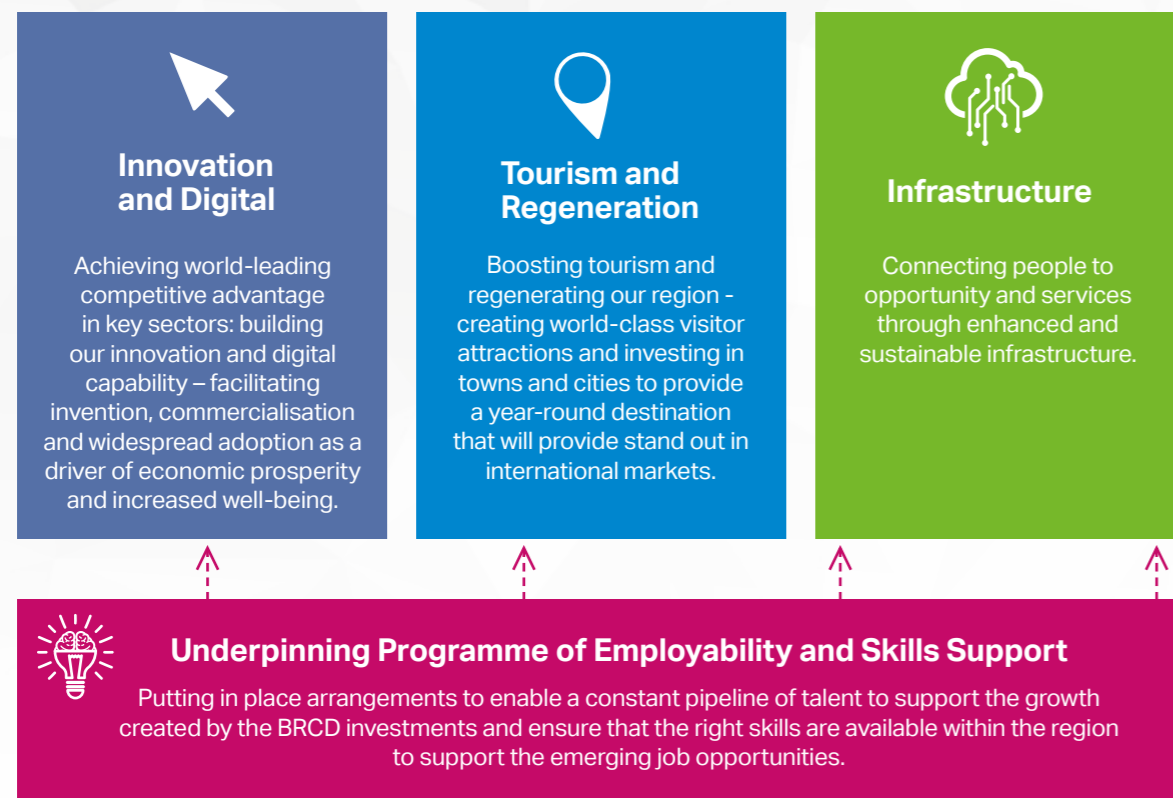 Innovation
and Digital
Achieving world-leading
competitive advantage
in key sectors: building
our innovation and digital
capability – facilitating
invention, commercialisation
and widespread adoption as a
driver of economic prosperity
and increased well-being.
Tourism and
Regeneration
Boosting tourism and
regenerating our region -
creating world-class visitor
attractions and investing in
towns and cities to provide
a year-round destination
that will provide stand out in
international markets.
Infrastructure
Connecting people to
opportunity and services
through enhanced and
sustainable infrastructure.
Underpinning Programme of Employability and Skills Support
Putting in place arrangements to enable a constant pipeline of talent to support the growth
created by the BRCD investments and ensure that the right skills are available within the region
to support the emerging job opportunities.